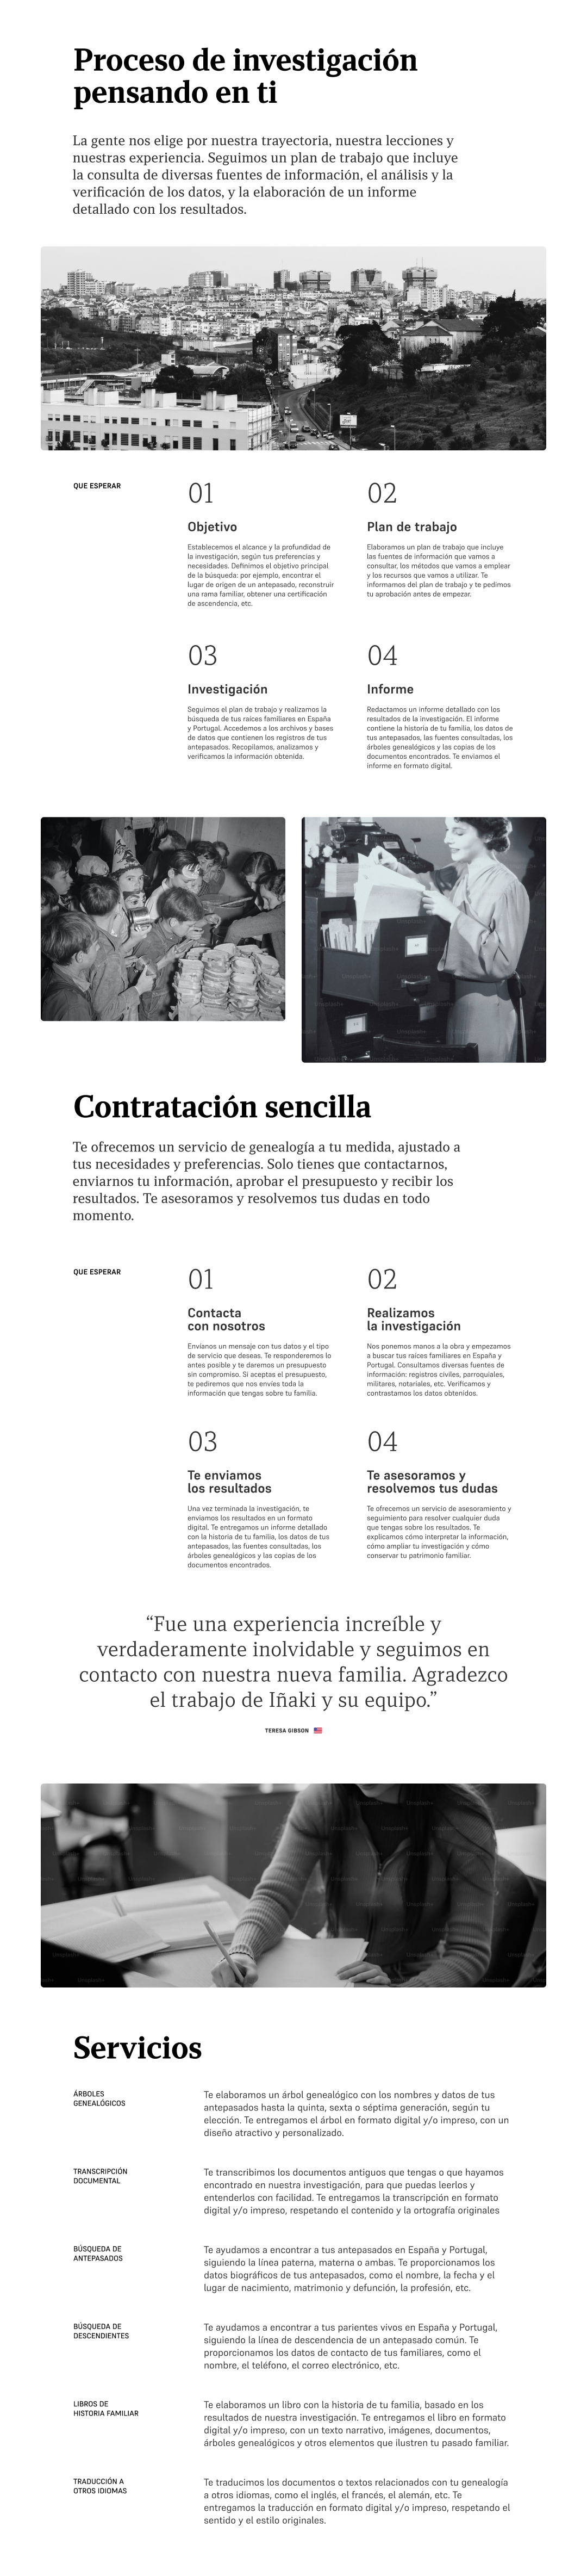 Proceso de investigación
pensando en ti
La gente nos elige por nuestra trayectoria, nuestra lecciones y
nuestras experiencia. Seguimos un plan de trabajo que incluye
la consulta de diversas fuentes de información, el análisis y la
verificación de los datos, y la elaboración de un informe
detallado con los resultados.
QUE ESPERAR
01
Objetivo
Establecemos el alcance y la profundidad de
la investigación, según tus preferencias y
necesidades. Definimos el objetivo principal
de la búsqueda: por ejemplo, encontrar el
lugar de origen de un antepasado, reconstruir
una rama familiar, obtener una certificación
de ascendencia, etc.
02
Plan de trabajo
Elaboramos un plan de trabajo que incluye
las fuentes de información que vamos a
consultar, los métodos que vamos a emplear
y los recursos que vamos a utilizar. Te
informamos del plan de trabajo y te pedimos
tu aprobación antes de empezar.
03
Investigación
Seguimos el plan de trabajo y realizamos la
búsqueda de tus raíces familiares en España
y Portugal. Accedemos a los archivos y bases
de datos que contienen los registros de tus
antepasados. Recopilamos, analizamos y
verificamos la información obtenida.
04
Informe
Redactamos un informe detallado con los
resultados de la investigación. El informe
contiene la historia de tu familia, los datos de
tus antepasados, las fuentes consultadas, los
árboles genealógicos y las copias de los
documentos encontrados. Te enviamos el
informe en formato digital.
Contratación sencilla
Te ofrecemos un servicio de genealogía a tu medida, ajustado a
tus necesidades y preferencias. Solo tienes que contactarnos,
enviarnos tu información, aprobar el presupuesto y recibir los
resultados. Te asesoramos y resolvemos tus dudas en todo
momento.
QUE ESPERAR
01
Contacta
con nosotros
Envíanos un mensaje con tus datos y el tipo
de servicio que deseas. Te responderemos lo
antes posible y te daremos un presupuesto
sin compromiso. Si aceptas el presupuesto,
te pediremos que nos envíes toda la
información que tengas sobre tu familia.
02
Realizamos
la investigación
Nos ponemos manos a la obra y empezamos
a buscar tus raíces familiares en España y
Portugal. Consultamos diversas fuentes de
información: registros civiles, parroquiales,
militares, notariales, etc. Verificamos y
contrastamos los datos obtenidos.
03
Te enviamos
los resultados
Una vez terminada la investigación, te
enviamos los resultados en un formato
digital. Te entregamos un informe detallado
con la historia de tu familia, los datos de tus
antepasados, las fuentes consultadas, los
árboles genealógicos y las copias de los
documentos encontrados.
04
Te asesoramos y
resolvemos tus dudas
Te ofrecemos un servicio de asesoramiento y
seguimiento para resolver cualquier duda
que tengas sobre los resultados. Te
explicamos cómo interpretar la información,
cómo ampliar tu investigación y cómo
conservar tu patrimonio familiar.
“Fue una experiencia increíble y
verdaderamente inolvidable y seguimos en
contacto con nuestra nueva familia. Agradezco
el trabajo de Iñaki y su equipo.”
TERESA GIBSON
Servicios
ÁRBOLES
GENEALÓGICOS
Te elaboramos un árbol genealógico con los nombres y datos de tus
antepasados hasta la quinta, sexta o séptima generación, según tu
elección. Te entregamos el árbol en formato digital y/o impreso, con un
diseño atractivo y personalizado.
TRANSCRIPCIÓN
DOCUMENTAL
Te transcribimos los documentos antiguos que tengas o que hayamos
encontrado en nuestra investigación, para que puedas leerlos y
entenderlos con facilidad. Te entregamos la transcripción en formato
digital y/o impreso, respetando el contenido y la ortografía originales
BÚSQUEDA DE
ANTEPASADOS
Te ayudamos a encontrar a tus antepasados en España y Portugal,
siguiendo la línea paterna, materna o ambas. Te proporcionamos los
datos biográficos de tus antepasados, como el nombre, la fecha y el
lugar de nacimiento, matrimonio y defunción, la profesión, etc.
BÚSQUEDA DE
DESCENDIENTES
Te ayudamos a encontrar a tus parientes vivos en España y Portugal,
siguiendo la línea de descendencia de un antepasado común. Te
proporcionamos los datos de contacto de tus familiares, como el
nombre, el teléfono, el correo electrónico, etc.
LIBROS DE
HISTORIA FAMILIAR
Te elaboramos un libro con la historia de tu familia, basado en los
resultados de nuestra investigación. Te entregamos el libro en formato
digital y/o impreso, con un texto narrativo, imágenes, documentos,
árboles genealógicos y otros elementos que ilustren tu pasado familiar.
TRADUCCIÓN A
OTROS IDIOMAS
Te traducimos los documentos o textos relacionados con tu genealogía
a otros idiomas, como el inglés, el francés, el alemán, etc. Te
entregamos la traducción en formato digital y/o impreso, respetando el
sentido y el estilo originales.